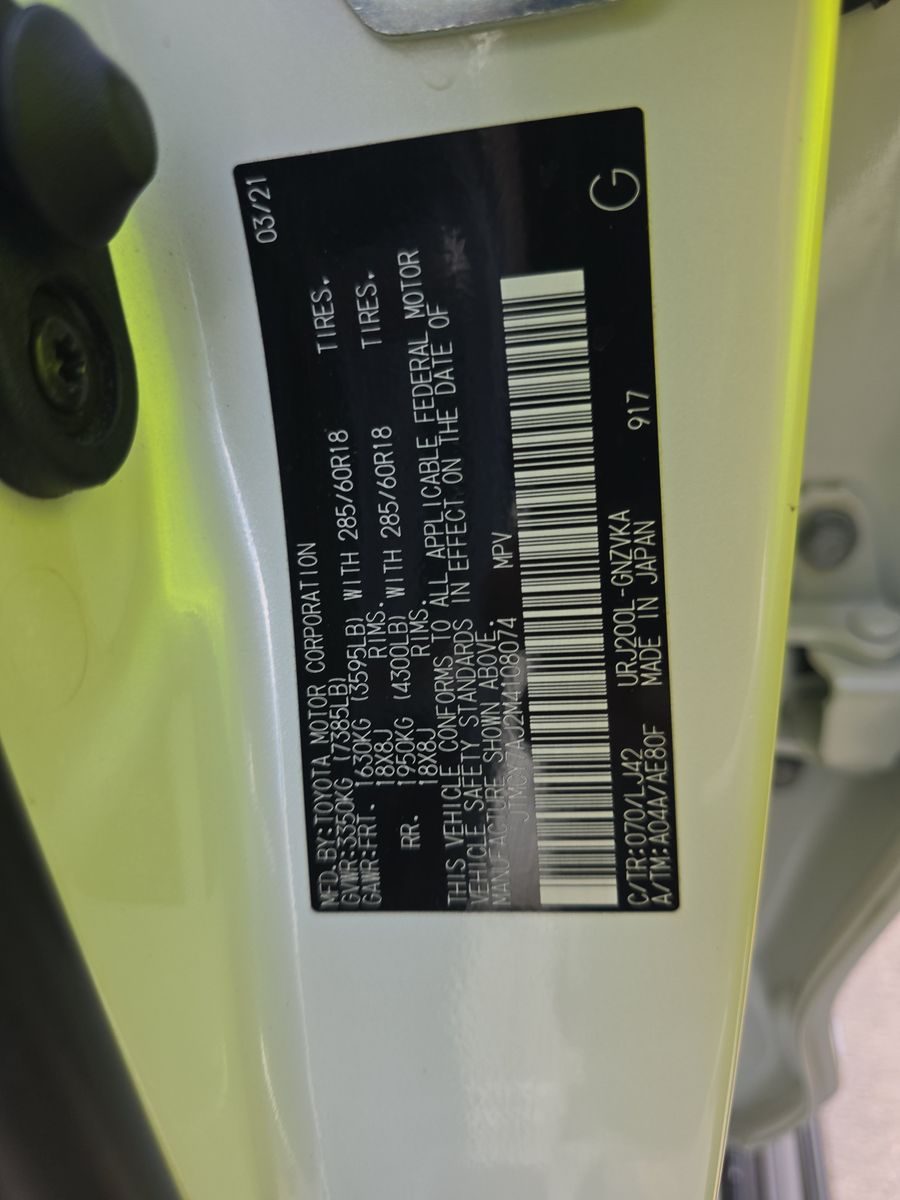 MFD.BY:TOYOTA MOTOR CORPORATION 03/21
GVWR:3350KG (7385LB)
GAWR:FRT. 1630KG (3595LB) WITH 285/60R18 TIRES.
18X8J RIMS.
RR. 1950KG (4300LB) WITH 285/60R18 TIRES.
18X8J RIMS.
THIS VEHICLE CONFORMS TO ALL APPLICABLE FEDERAL MOTOR
VEHICLE SAFETY STANDARDS IN EFFECT ON THE DATE OF
MANUFACTURE SHOWN ABOVE.
JTMCY7AJ2M4108074 MPV
C/TR:070/LJ42 URJ200L-GNZVKA 917 G
A/TM:A04A/AE80F MADE IN JAPAN